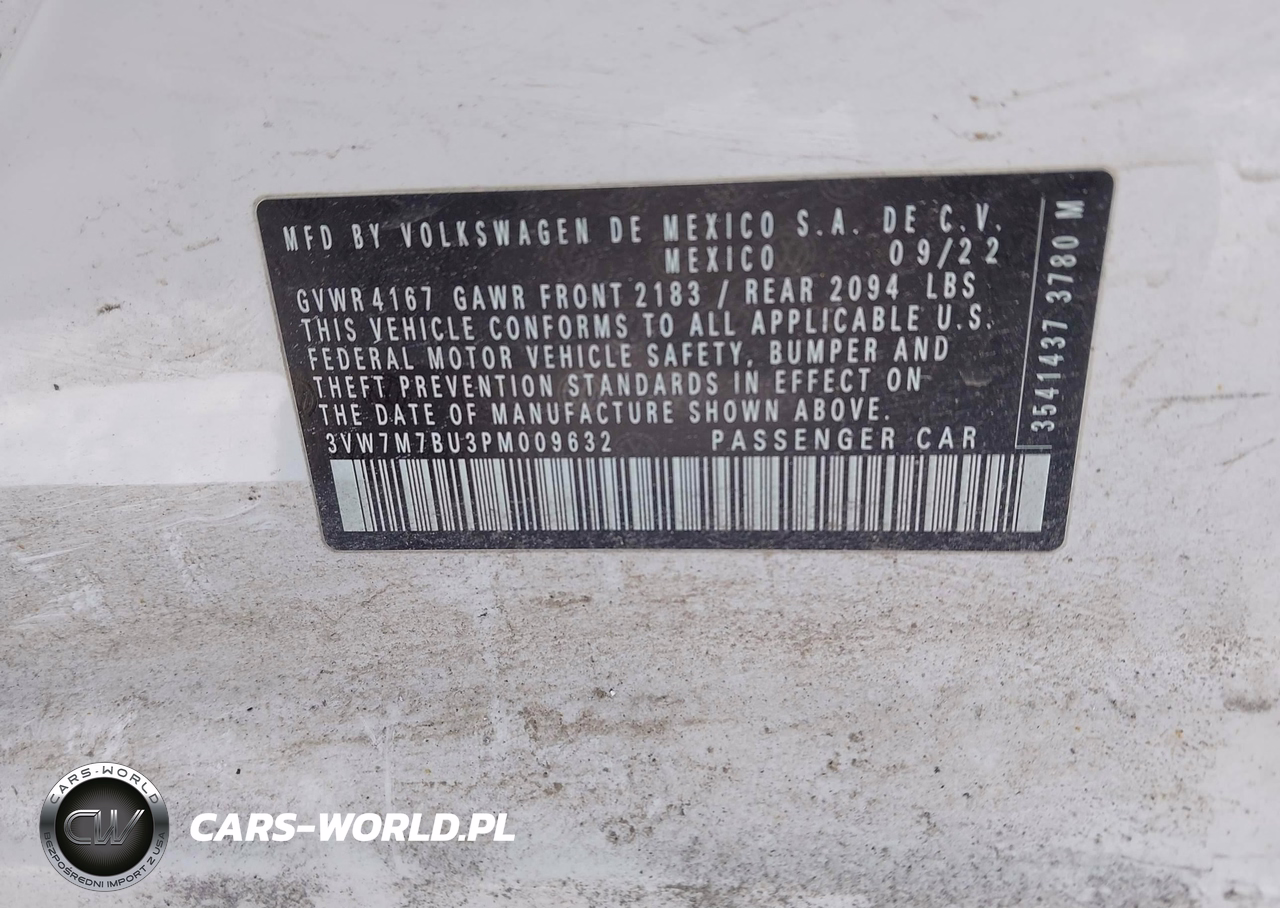 MFD BY VOLKSWAGEN DE MEXICO S.A. DE C.V.
MEXICO 09/22
GVWR 4167 GAWR FRONT 2183 / REAR 2094 LBS
THIS VEHICLE CONFORMS TO ALL APPLICABLE U.S.
FEDERAL MOTOR VEHICLE SAFETY, BUMPER AND
THEFT PREVENTION STANDARDS IN EFFECT ON
THE DATE OF MANUFACTURE SHOWN ABOVE.
3VW7M7BU3PM009632 PASSENGER CAR
35411437 3780 M
CARS-WORLD
CW
BEZPOŚREDNI IMPORT Z USA
CARS-WORLD.PL